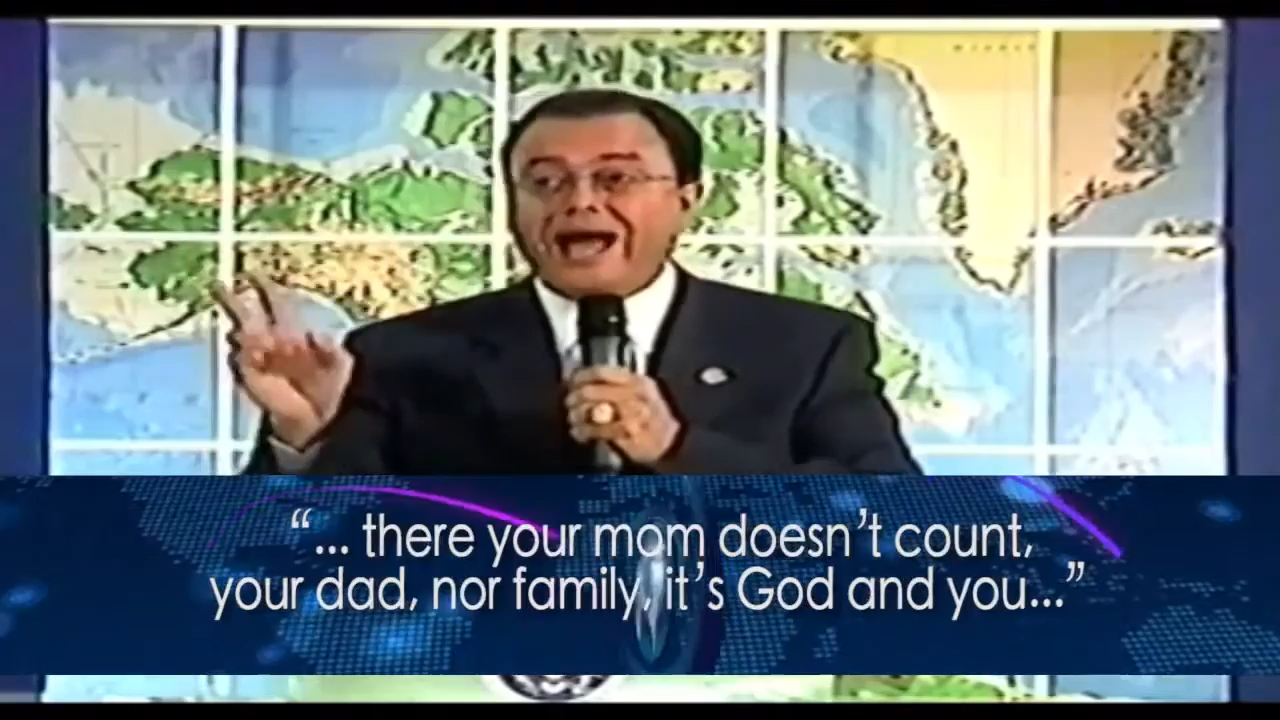 “... there your mom doesn’t count,
your dad, nor family, it’s God and you...”